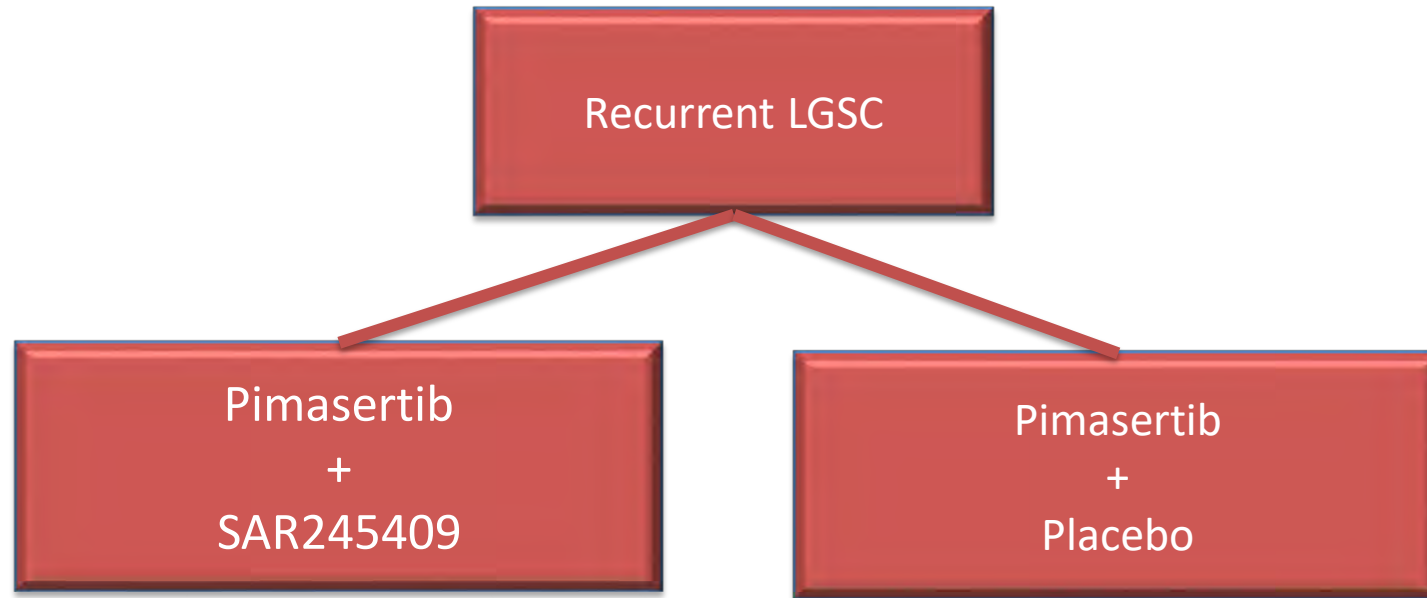 Recurrent LGSC
Pimasertib
+
SAR245409
Pimasertib
+
Placebo